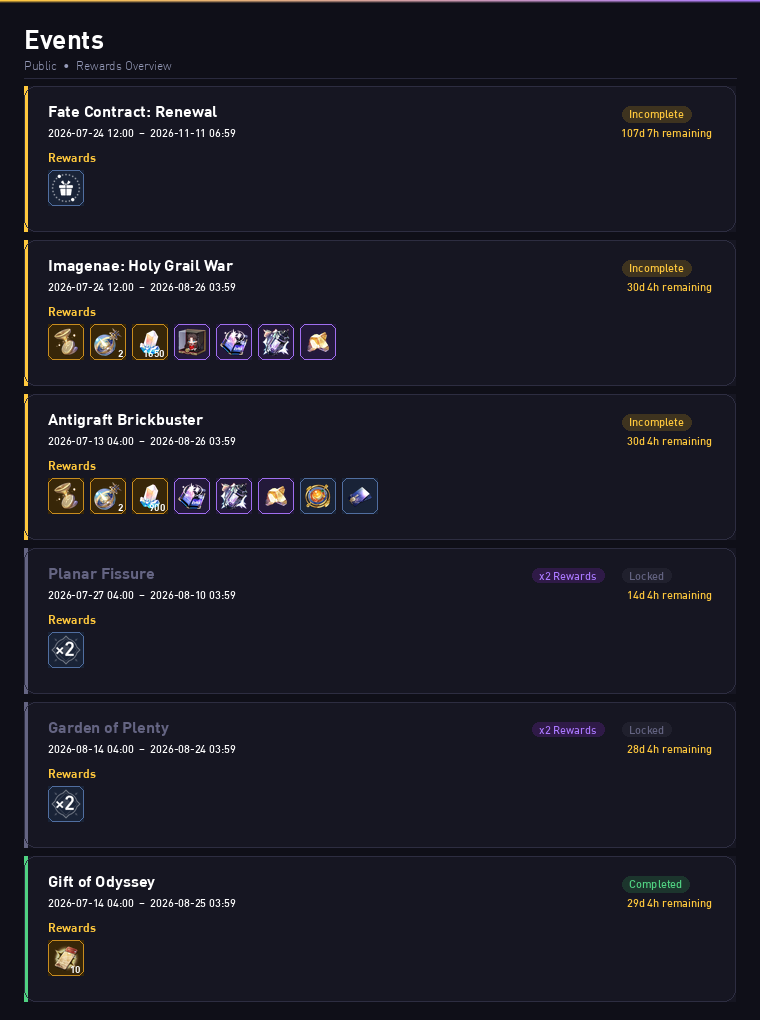 Events
Public • Rewards Overview
Fate Contract: Renewal
Incomplete
2026-07-24 12:00 – 2026-11-11 06:59
107d 7h remaining
Rewards
Imagenae: Holy Grail War
Incomplete
2026-07-24 12:00 – 2026-08-26 03:59
30d 4h remaining
Rewards
2
1650
Antigraft Brickbuster
Incomplete
2026-07-13 04:00 – 2026-08-26 03:59
30d 4h remaining
Rewards
2
900
Planar Fissure
x2 Rewards
Locked
2026-07-27 04:00 – 2026-08-10 03:59
14d 4h remaining
Rewards
×2
Garden of Plenty
x2 Rewards
Locked
2026-08-14 04:00 – 2026-08-24 03:59
28d 4h remaining
Rewards
×2
Gift of Odyssey
Completed
2026-07-14 04:00 – 2026-08-25 03:59
29d 4h remaining
Rewards
10